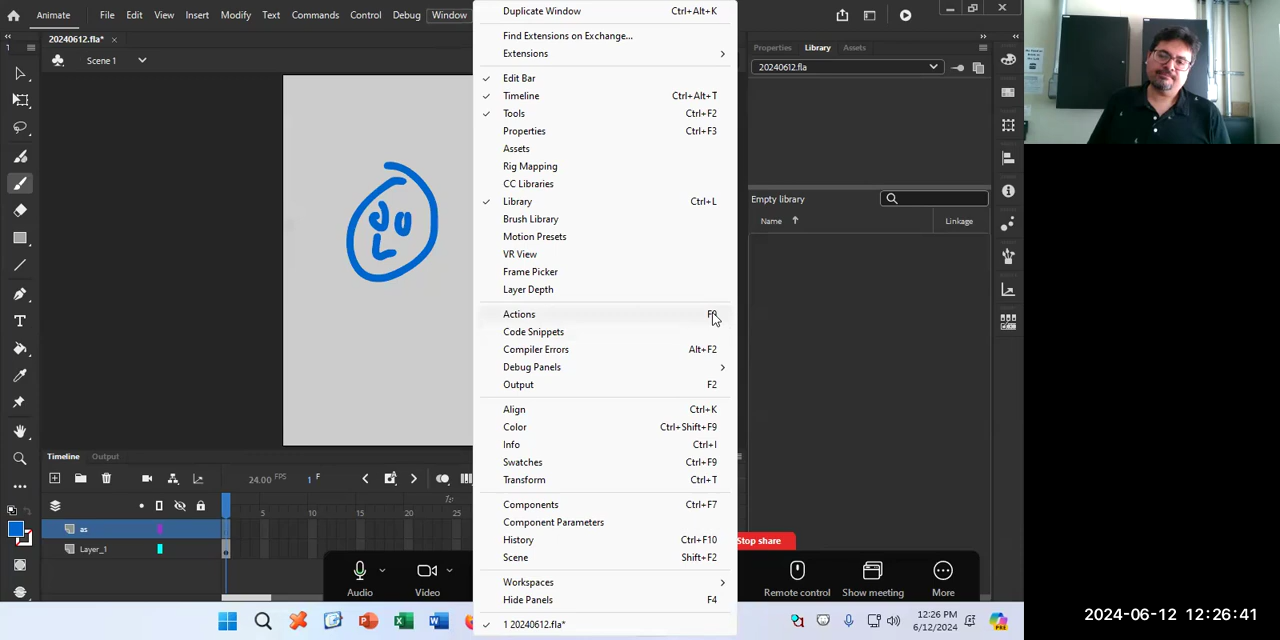 Animate File Edit View Insert Modify Text Commands Control Debug Window
20240612.fla*
Scene 1
Duplicate Window Ctrl+Alt+K
Find Extensions on Exchange...
Extensions
Edit Bar
Timeline Ctrl+Alt+T
Tools Ctrl+F2
Properties Ctrl+F3
Assets
Rig Mapping
CC Libraries
Library Ctrl+L
Brush Library
Motion Presets
VR View
Frame Picker
Layer Depth
Actions
Code Snippets
Compiler Errors Alt+F2
Debug Panels
Output F2
Align Ctrl+K
Color Ctrl+Shift+F9
Info Ctrl+I
Swatches Ctrl+F9
Transform Ctrl+T
Components Ctrl+F7
Component Parameters
History Ctrl+F10
Scene Shift+F2
Workspaces
Hide Panels F4
1 20240612.fla*
Properties Library Assets
20240612.fla
Empty library
Name Linkage
Timeline Output
24.00 FPS 1 F
5 10 15 20 25
as
Layer_1
Stop share
Audio Video Remote control Show meeting More
12:26 PM
6/12/2024
2024-06-12 12:26:41